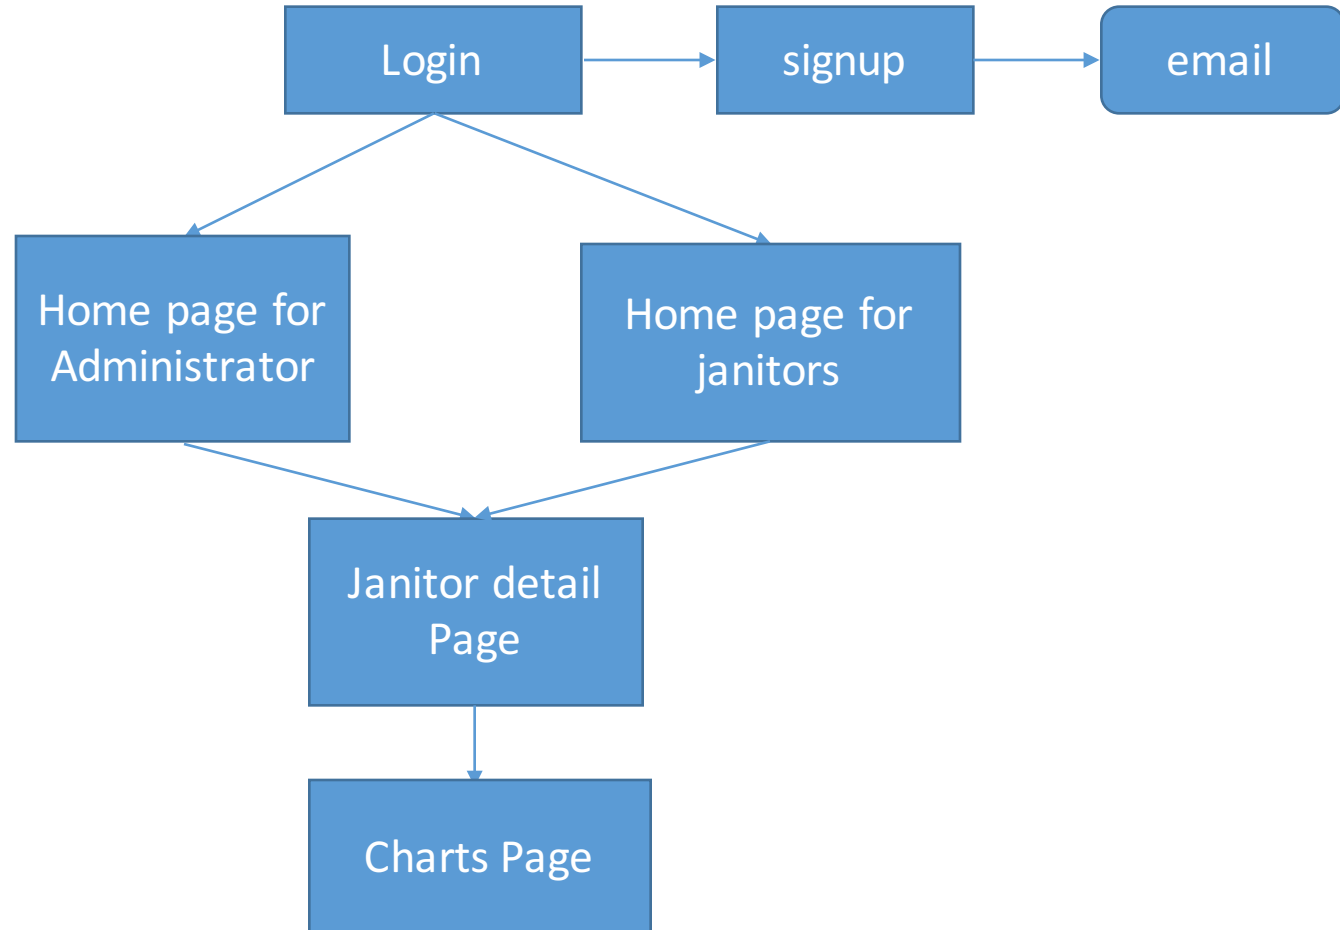 Login
signup
email
Home page for
Administrator
Home page for
janitors
Janitor detail
Page
Charts Page